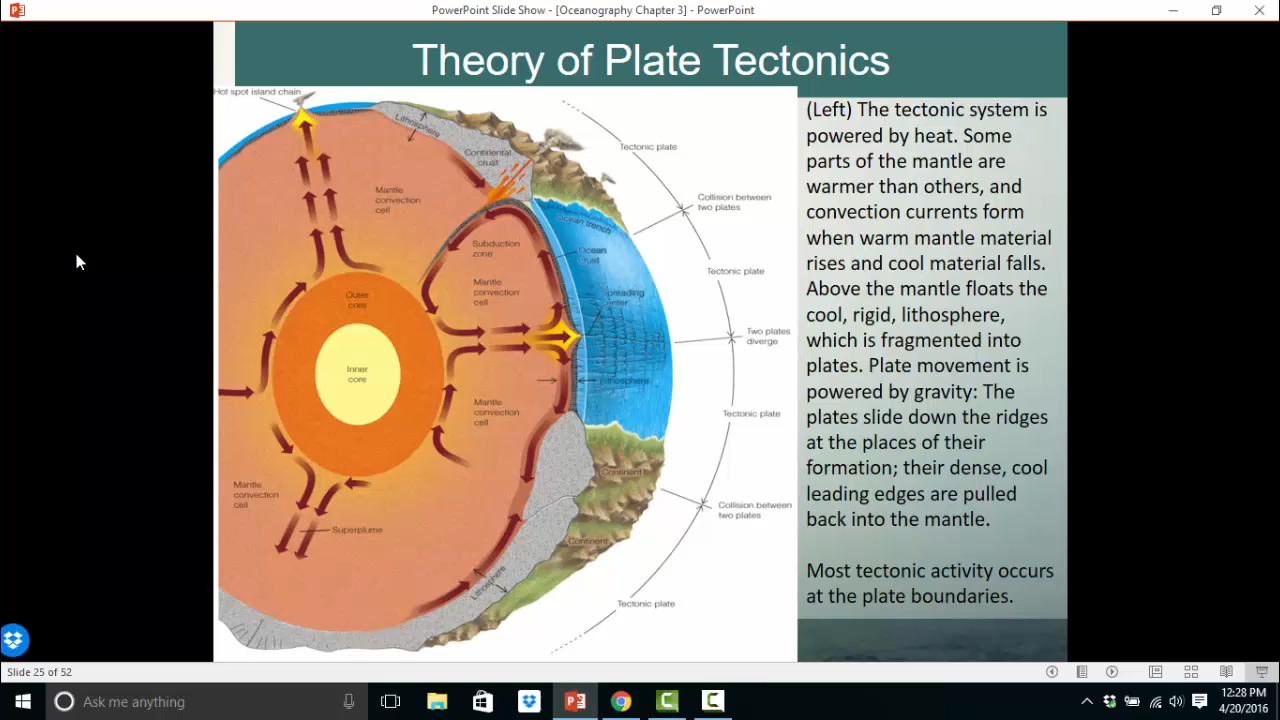 PowerPoint Slide Show - [Oceanography Chapter 3] - PowerPoint
Theory of Plate Tectonics
Hot spot island chain
Lithosphere
Continental
crust
Mantle
convection
cell
Subduction
zone
Mantle
convection
cell
Outer
core
Inner
core
Mantle
convection
cell
Mantle
convection
cell
Superplume
Ocean trench
Ocean
crust
Lithosphere
Continent
Continent
Lithosphere
Tectonic plate
Collision between
two plates
Tectonic plate
Two plates
diverge
Tectonic plate
Collision between
two plates
Tectonic plate
(Left) The tectonic system is
powered by heat. Some
parts of the mantle are
warmer than others, and
convection currents form
when warm mantle material
rises and cool material falls.
Above the mantle floats the
cool, rigid, lithosphere,
which is fragmented into
plates. Plate movement is
powered by gravity: The
plates slide down the ridges
at the places of their
formation; their dense, cool
leading edges are pulled
back into the mantle.
Most tectonic activity occurs
at the plate boundaries.
Slide 25 of 52
Ask me anything
12:28 PM
4/20/2016